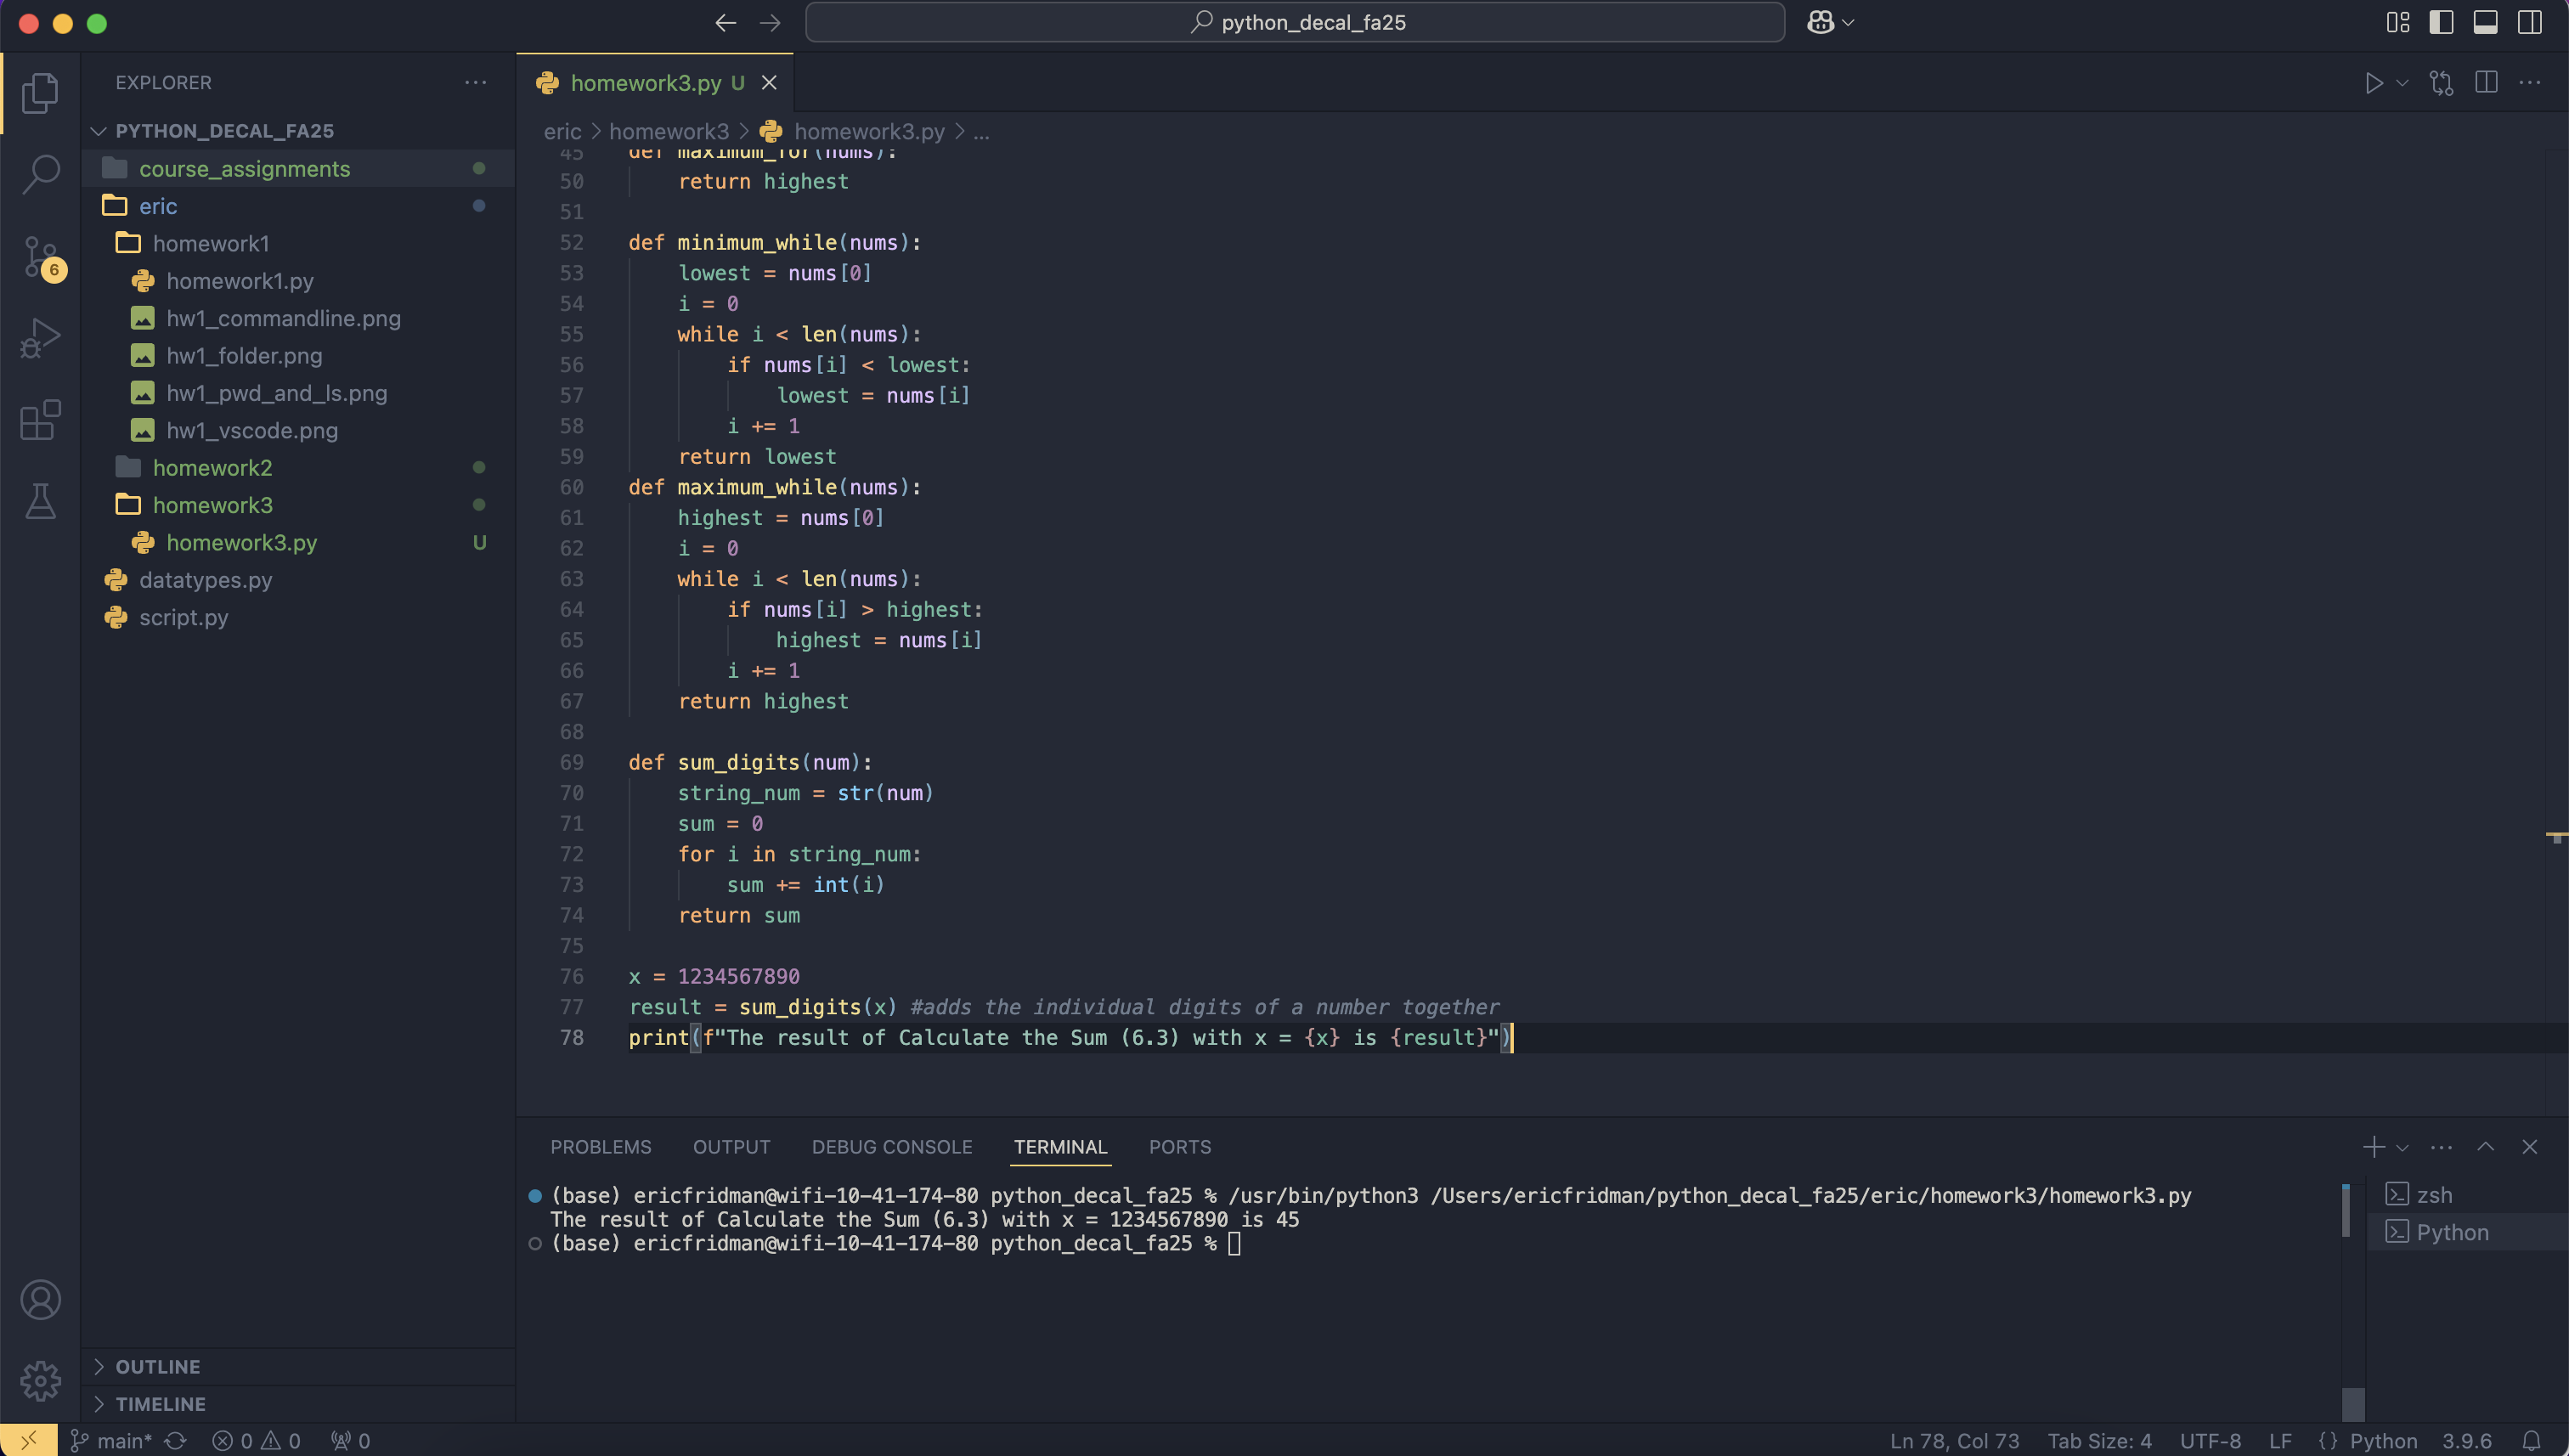 python_decal_fa25
EXPLORER
homework3.py U
PYTHON_DECAL_FA25
course_assignments
eric
homework1
homework1.py
hw1_commandline.png
hw1_folder.png
hw1_pwd_and_ls.png
hw1_vscode.png
homework2
homework3
homework3.py U
datatypes.py
script.py
6
OUTLINE
TIMELINE
eric > homework3 > homework3.py > ...
45 def maximum_for(nums):
50     return highest
51
52 def minimum_while(nums):
53     lowest = nums[0]
54     i = 0
55     while i < len(nums):
56         if nums[i] < lowest:
57             lowest = nums[i]
58         i += 1
59     return lowest
60 def maximum_while(nums):
61     highest = nums[0]
62     i = 0
63     while i < len(nums):
64         if nums[i] > highest:
65             highest = nums[i]
66         i += 1
67     return highest
68
69 def sum_digits(num):
70     string_num = str(num)
71     sum = 0
72     for i in string_num:
73         sum += int(i)
74     return sum
75
76 x = 1234567890
77 result = sum_digits(x) #adds the individual digits of a number together
78 print(f"The result of Calculate the Sum (6.3) with x = {x} is {result}")
PROBLEMS OUTPUT DEBUG CONSOLE TERMINAL PORTS
(base) ericfridman@wifi-10-41-174-80 python_decal_fa25 % /usr/bin/python3 /Users/ericfridman/python_decal_fa25/eric/homework3/homework3.py
The result of Calculate the Sum (6.3) with x = 1234567890 is 45
(base) ericfridman@wifi-10-41-174-80 python_decal_fa25 %
zsh
Python
main* 0 0 0 Ln 78, Col 73 Tab Size: 4 UTF-8 LF {} Python 3.9.6